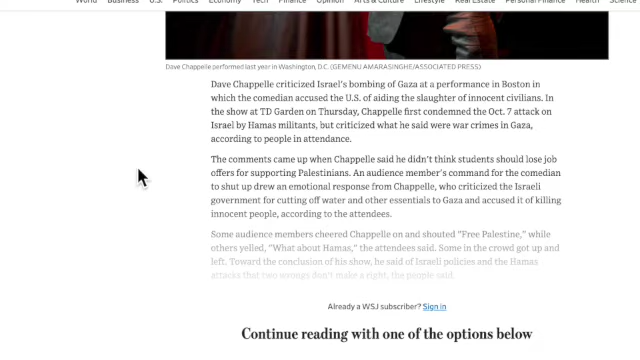 World Business U.S. Politics Economy Tech Finance Opinion Arts & Culture Lifestyle Real Estate Personal Finance Health Science
Dave Chappelle performed last year in Washington, D.C. (GEMENU AMARASINGHE/ASSOCIATED PRESS)
Dave Chappelle criticized Israel's bombing of Gaza at a performance in Boston in
which the comedian accused the U.S. of aiding the slaughter of innocent civilians. In
the show at TD Garden on Thursday, Chappelle first condemned the Oct. 7 attack on
Israel by Hamas militants, but criticized what he said were war crimes in Gaza,
according to people in attendance.
The comments came up when Chappelle said he didn't think students should lose job
offers for supporting Palestinians. An audience member's command for the comedian
to shut up drew an emotional response from Chappelle, who criticized the Israeli
government for cutting off water and other essentials to Gaza and accused it of killing
innocent people, according to the attendees.
Some audience members cheered Chappelle on and shouted "Free Palestine," while
others yelled, "What about Hamas," the attendees said. Some in the crowd got up and
left. Toward the conclusion of his show, he said of Israeli policies and the Hamas
attacks that two wrongs don't make a right, the people said.
Already a WSJ subscriber? Sign in
Continue reading with one of the options below